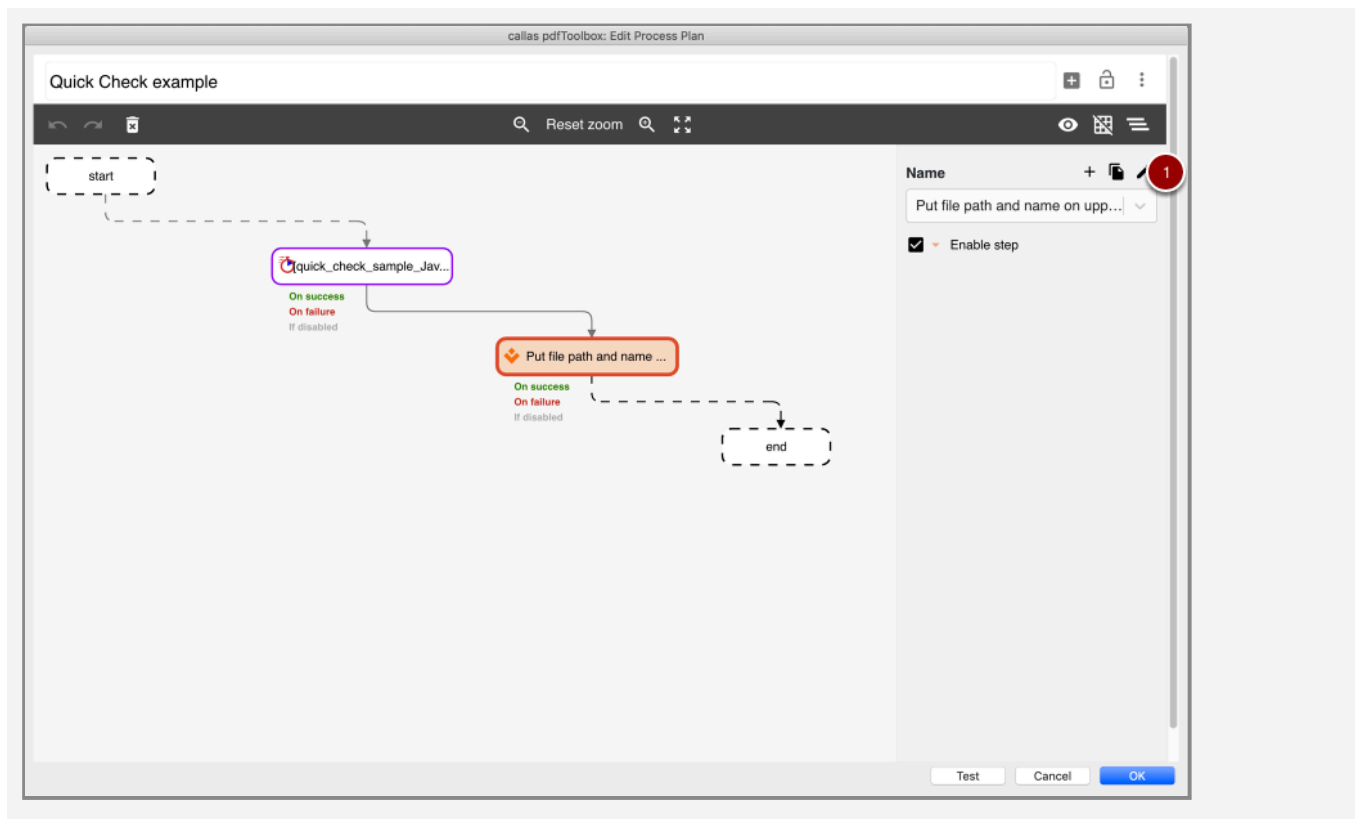 callas pdfToolbox: Edit Process Plan
Quick Check example
Reset zoom
start
Name
1
Put file path and name on upp...
Enable step
[quick_check_sample_Jav...
On success
On failure
If disabled
Put file path and name ...
On success
On failure
If disabled
end
Test
Cancel
OK